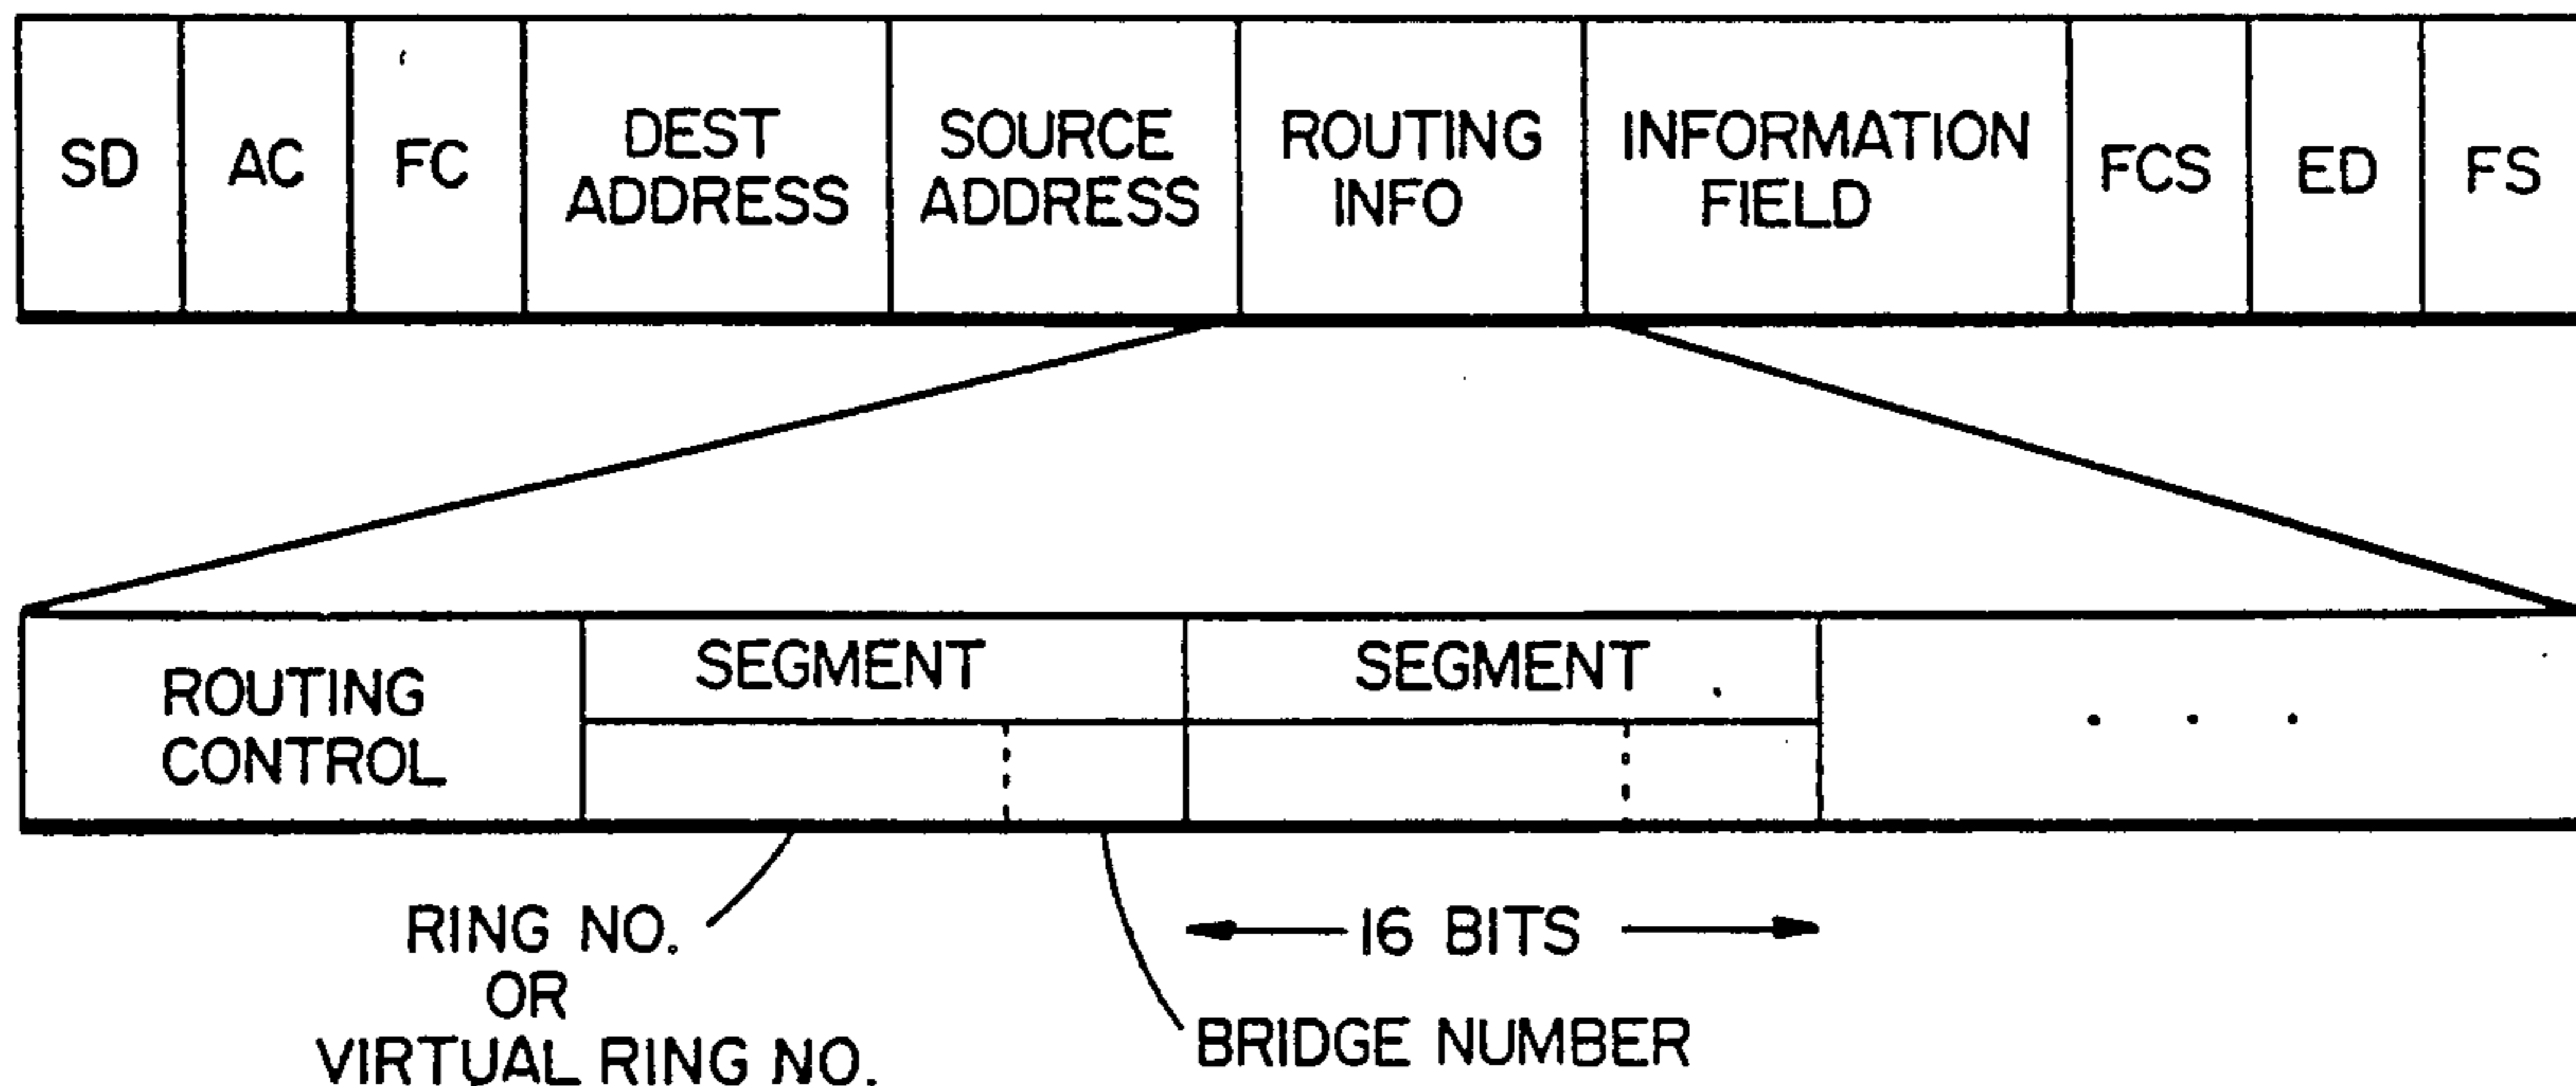 SD AC FC DEST ADDRESS SOURCE ADDRESS ROUTING INFO INFORMATION FIELD FCS ED FS
ROUTING CONTROL SEGMENT SEGMENT . . .
RING NO.
OR
VIRTUAL RING NO.
16 BITS
BRIDGE NUMBER